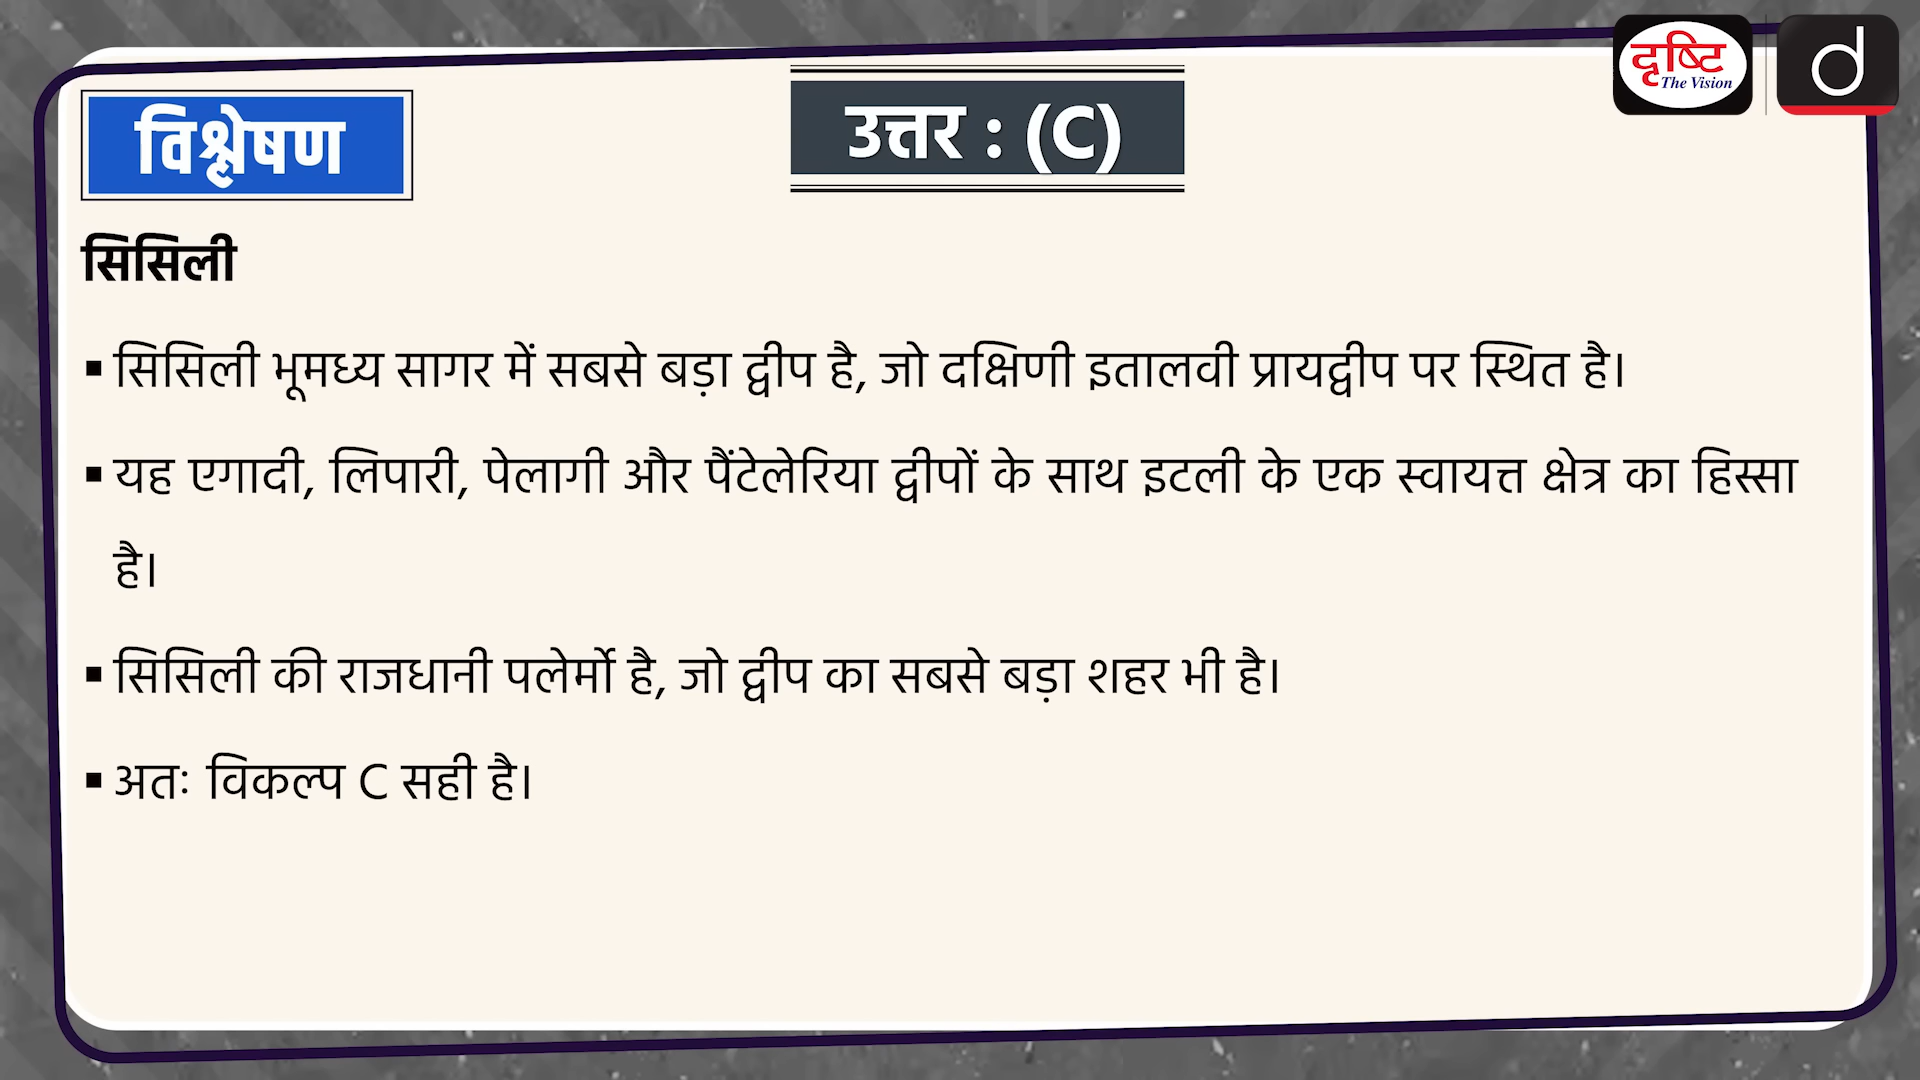 दृष्टि
The Vision
d
विश्लेषण
उत्तर : (C)
सिसिली
▪ सिसिली भूमध्य सागर में सबसे बड़ा द्वीप है, जो दक्षिणी इतालवी प्रायद्वीप पर स्थित है।
▪ यह एगादी, लिपारी, पेलागी और पैंटेलेरिया द्वीपों के साथ इटली के एक स्वायत्त क्षेत्र का हिस्सा
है।
▪ सिसिली की राजधानी पलेर्मो है, जो द्वीप का सबसे बड़ा शहर भी है।
▪ अतः विकल्प C सही है।